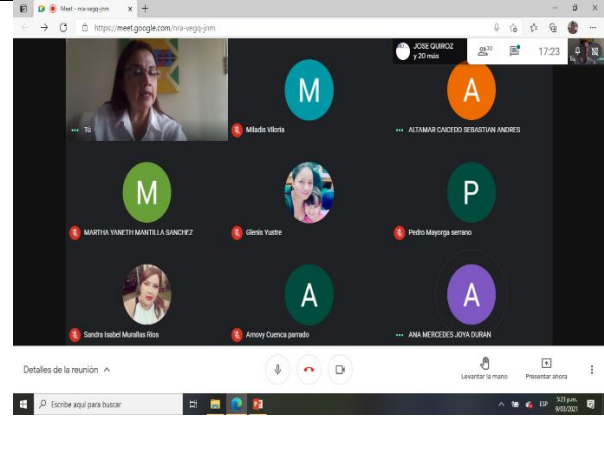 Meet - nra-vegq-jnm
https://meet.google.com/nra-vegq-jnm
JOSE QUIROZ
y 20 más
17:23
Tú
M
Miladis Viloria
A
ALTAMAR CAICEDO SEBASTIAN ANDRES
M
MARTHA YANETH MANTILLA SANCHEZ
Glenis Yustre
P
Pedro Mayorga serrano
Sandra Isabel Murallas Rios
A
Arnovy Cuenca parrado
A
ANA MERCEDES JOYA DURAN
Detalles de la reunión
Levantar la mano
Presentar ahora
Escribe aquí para buscar
ESP
5:23 p.m.
9/03/2021